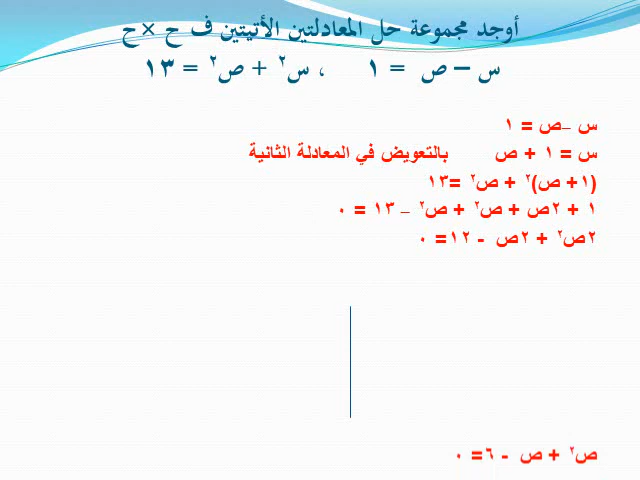 أوجد مجموعة حل المعادلتين الأتيتين ف ح × ح
س – ص = ١ ، س٢ + ص٢ = ١٣
س –ص = ١
س = ١ + ص بالتعويض في المعادلة الثانية
(١+ ص)٢ + ص٢ =١٣
١ + ٢ص + ص٢ + ص٢ – ١٣ = ٠
٢ص٢ + ٢ص - ١٢= ٠
ص٢ + ص - ٦= ٠